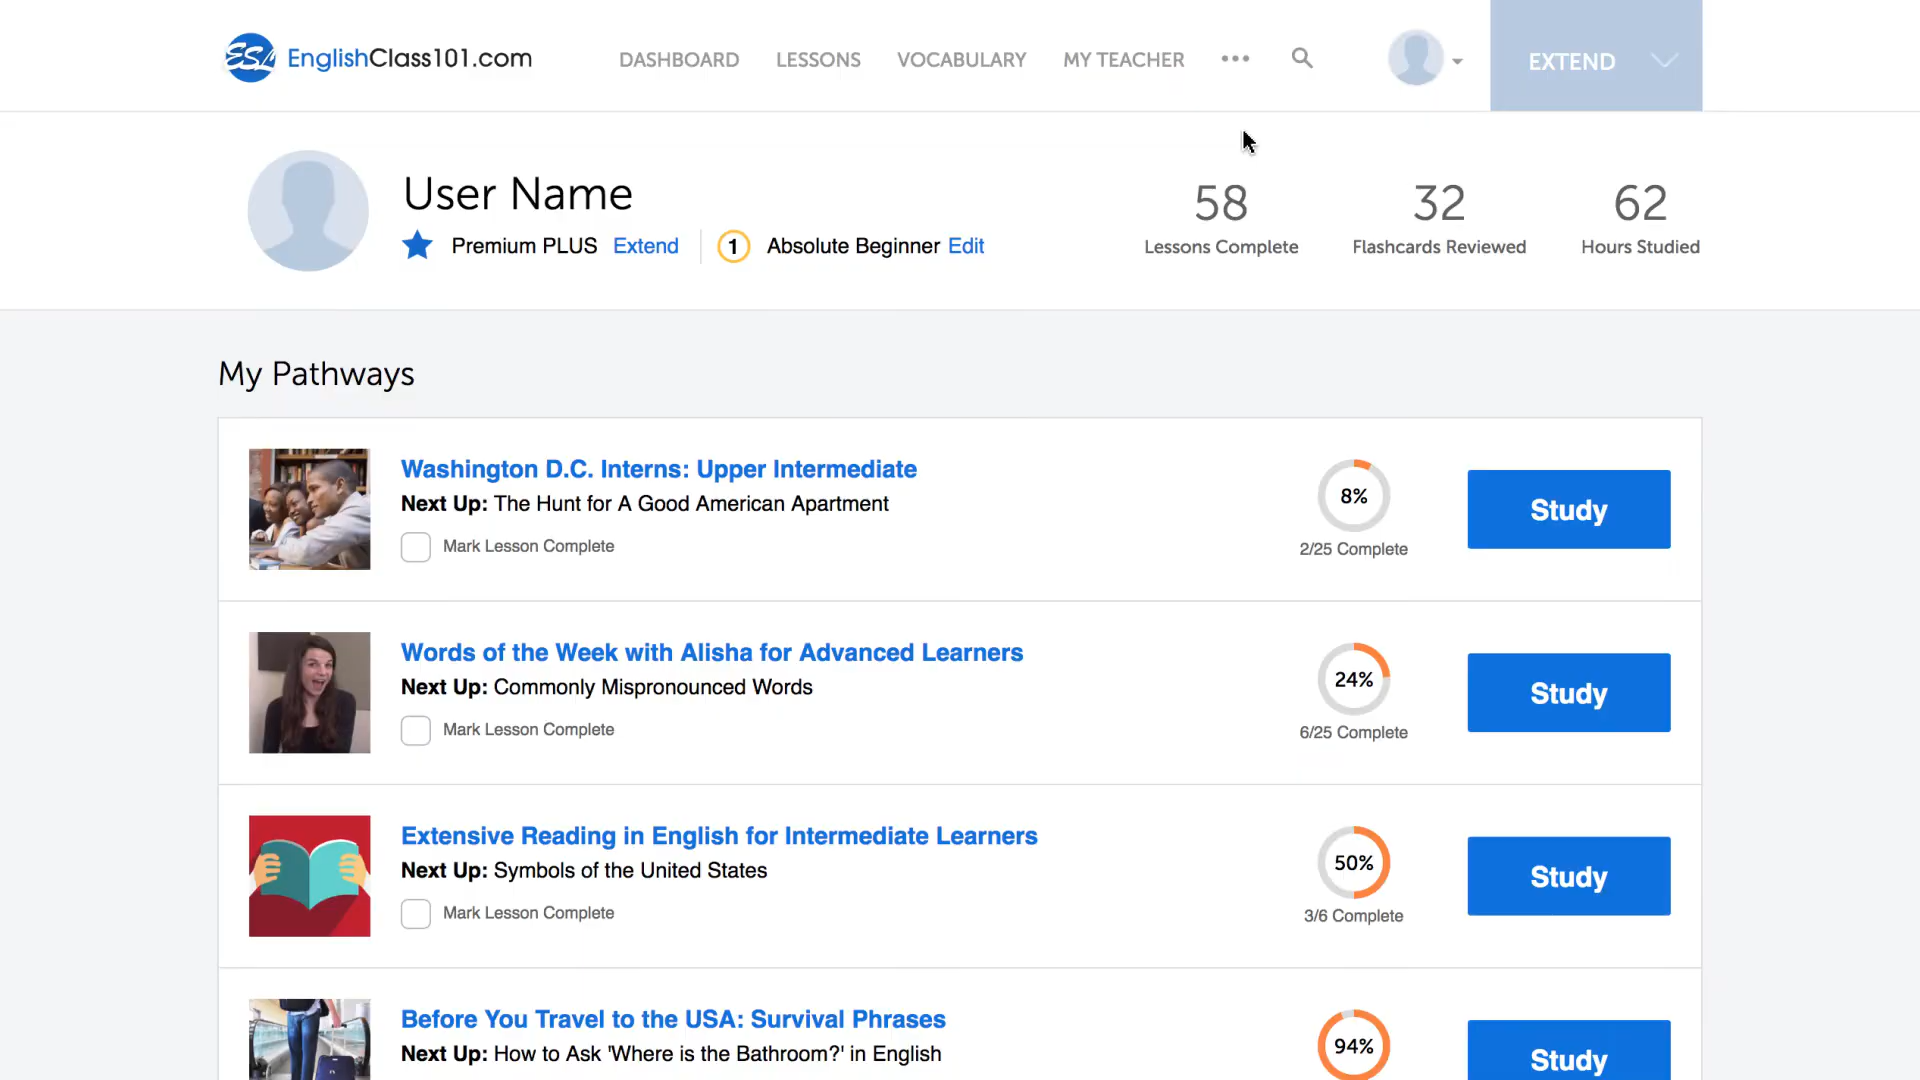 ESL EnglishClass101.com
DASHBOARD LESSONS VOCABULARY MY TEACHER ••• EXTEND
User Name
Premium PLUS Extend 1 Absolute Beginner Edit
58 32 62
Lessons Complete Flashcards Reviewed Hours Studied
My Pathways
Washington D.C. Interns: Upper Intermediate
Next Up: The Hunt for A Good American Apartment
Mark Lesson Complete
8%
2/25 Complete
Study
Words of the Week with Alisha for Advanced Learners
Next Up: Commonly Mispronounced Words
Mark Lesson Complete
24%
6/25 Complete
Study
Extensive Reading in English for Intermediate Learners
Next Up: Symbols of the United States
Mark Lesson Complete
50%
3/6 Complete
Study
Before You Travel to the USA: Survival Phrases
Next Up: How to Ask 'Where is the Bathroom?' in English
94%
Study